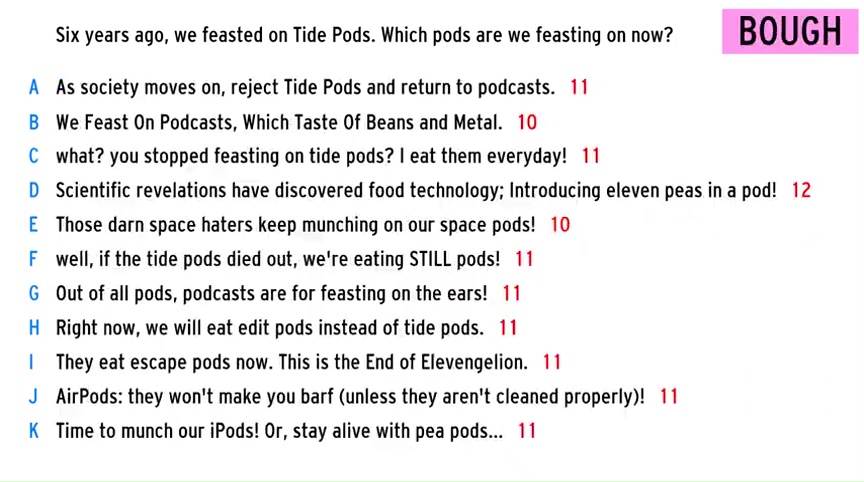 Six years ago, we feasted on Tide Pods. Which pods are we feasting on now?
BOUGH
A As society moves on, reject Tide Pods and return to podcasts. 11
B We Feast On Podcasts, Which Taste Of Beans and Metal. 10
C what? you stopped feasting on tide pods? I eat them everyday! 11
D Scientific revelations have discovered food technology; Introducing eleven peas in a pod! 12
E Those darn space haters keep munching on our space pods! 10
F well, if the tide pods died out, we're eating STILL pods! 11
G Out of all pods, podcasts are for feasting on the ears! 11
H Right now, we will eat edit pods instead of tide pods. 11
I They eat escape pods now. This is the End of Elevengelion. 11
J AirPods: they won't make you barf (unless they aren't cleaned properly)! 11
K Time to munch our iPods! Or, stay alive with pea pods... 11